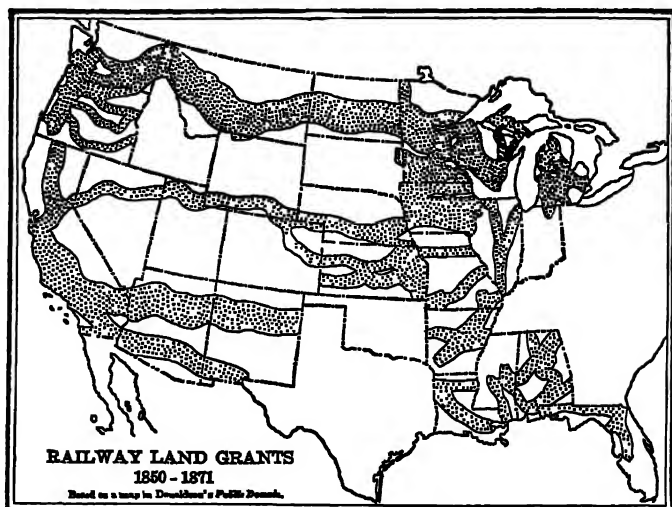 RAILWAY LAND GRANTS
1850 - 1871
Based on a map in Donaldson's Public Domain.